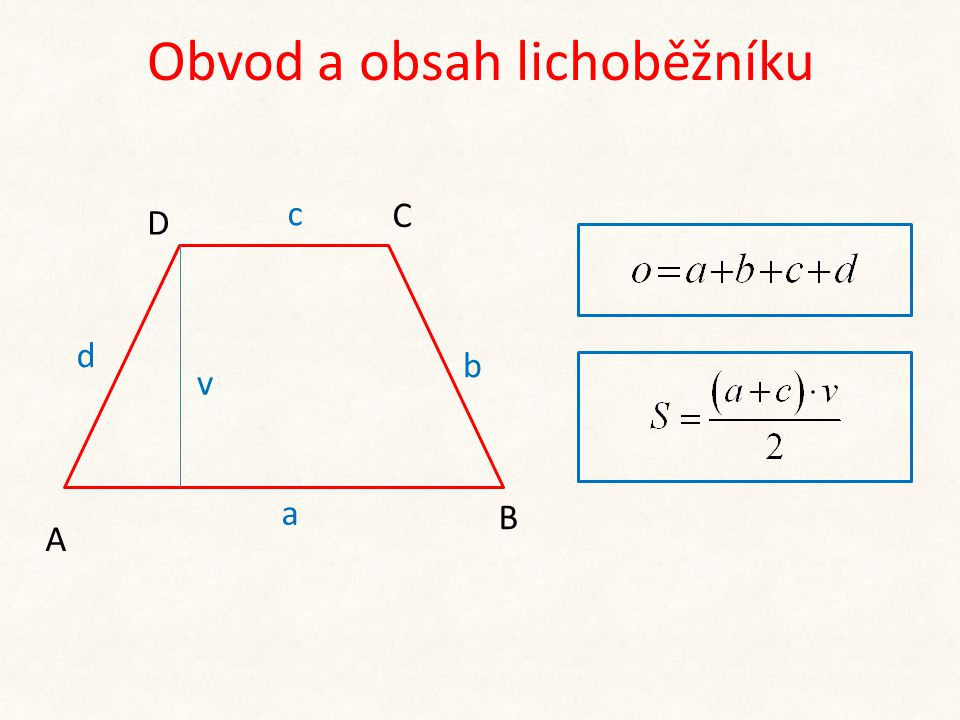 Obvod a obsah lichoběžníku
D
c
C
o=a+b+c+d
d
v
b
S = (a+c)·v / 2
A
a
B